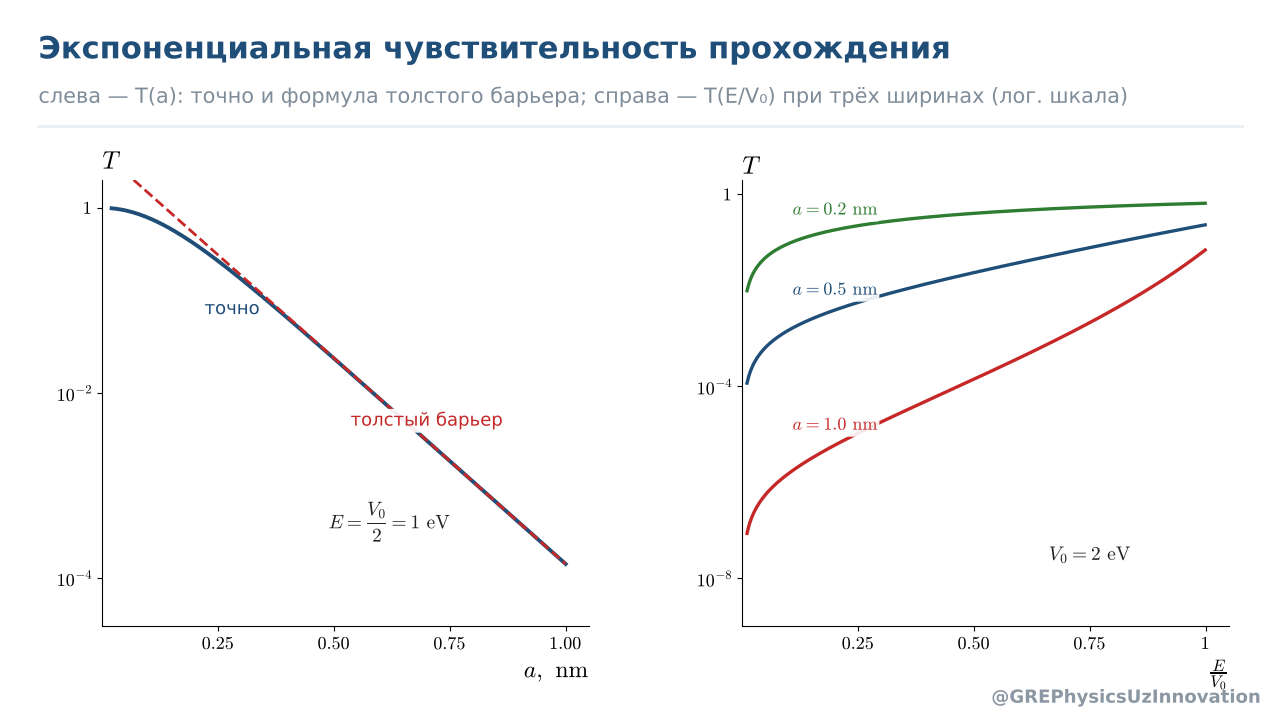 Экспоненциальная чувствительность прохождения
слева — T(a): точно и формула толстого барьера; справа — T(E/V₀) при трёх ширинах (лог. шкала)
T
1
10⁻²
10⁻⁴
точно
толстый барьер
E = V₀/2 = 1 eV
0.25 0.50 0.75 1.00
a, nm
T
1
10⁻⁴
10⁻⁸
a = 0.2 nm
a = 0.5 nm
a = 1.0 nm
V₀ = 2 eV
0.25 0.50 0.75 1
E/V₀
@GREPhysicsUzInnovation